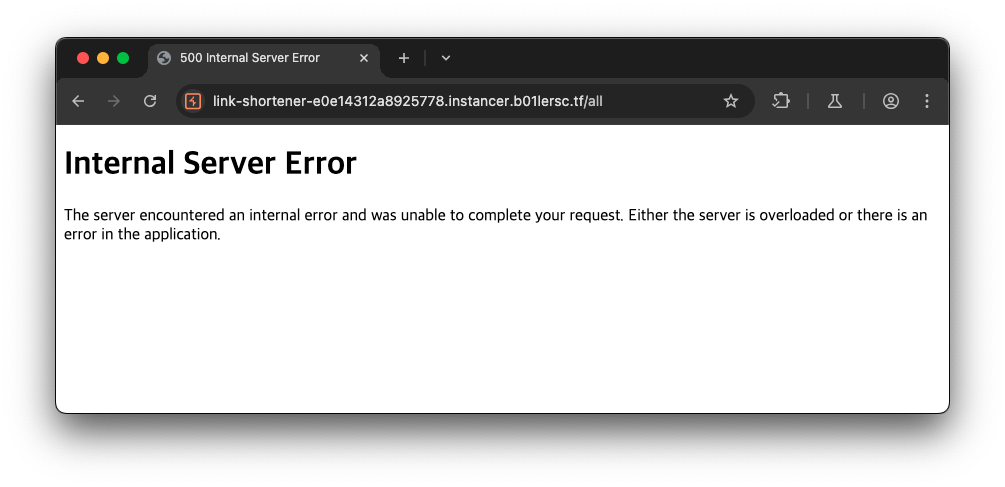 500 Internal Server Error
link-shortener-e0e14312a8925778.instancer.b01lersc.tf/all
Internal Server Error
The server encountered an internal error and was unable to complete your request. Either the server is overloaded or there is an
error in the application.